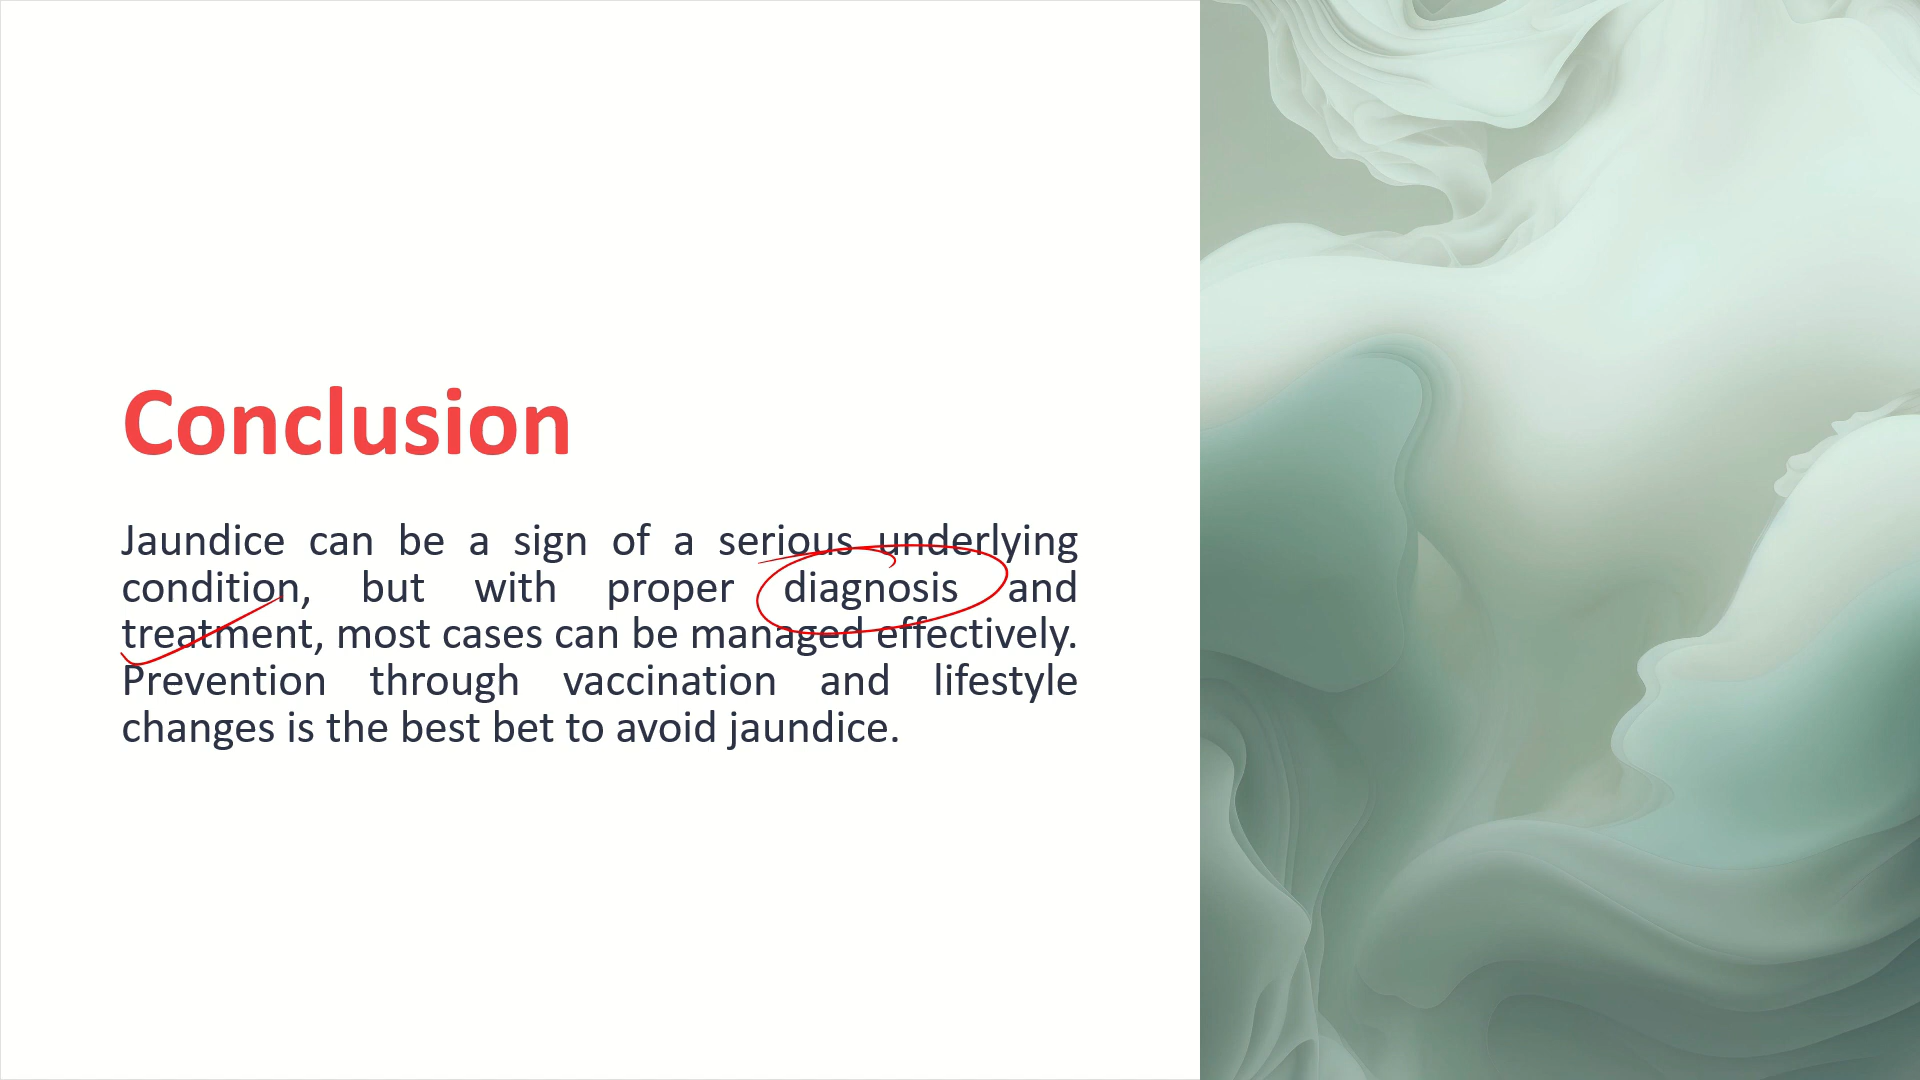 Conclusion
Jaundice can be a sign of a serious underlying
condition, but with proper diagnosis and
treatment, most cases can be managed effectively.
Prevention through vaccination and lifestyle
changes is the best bet to avoid jaundice.